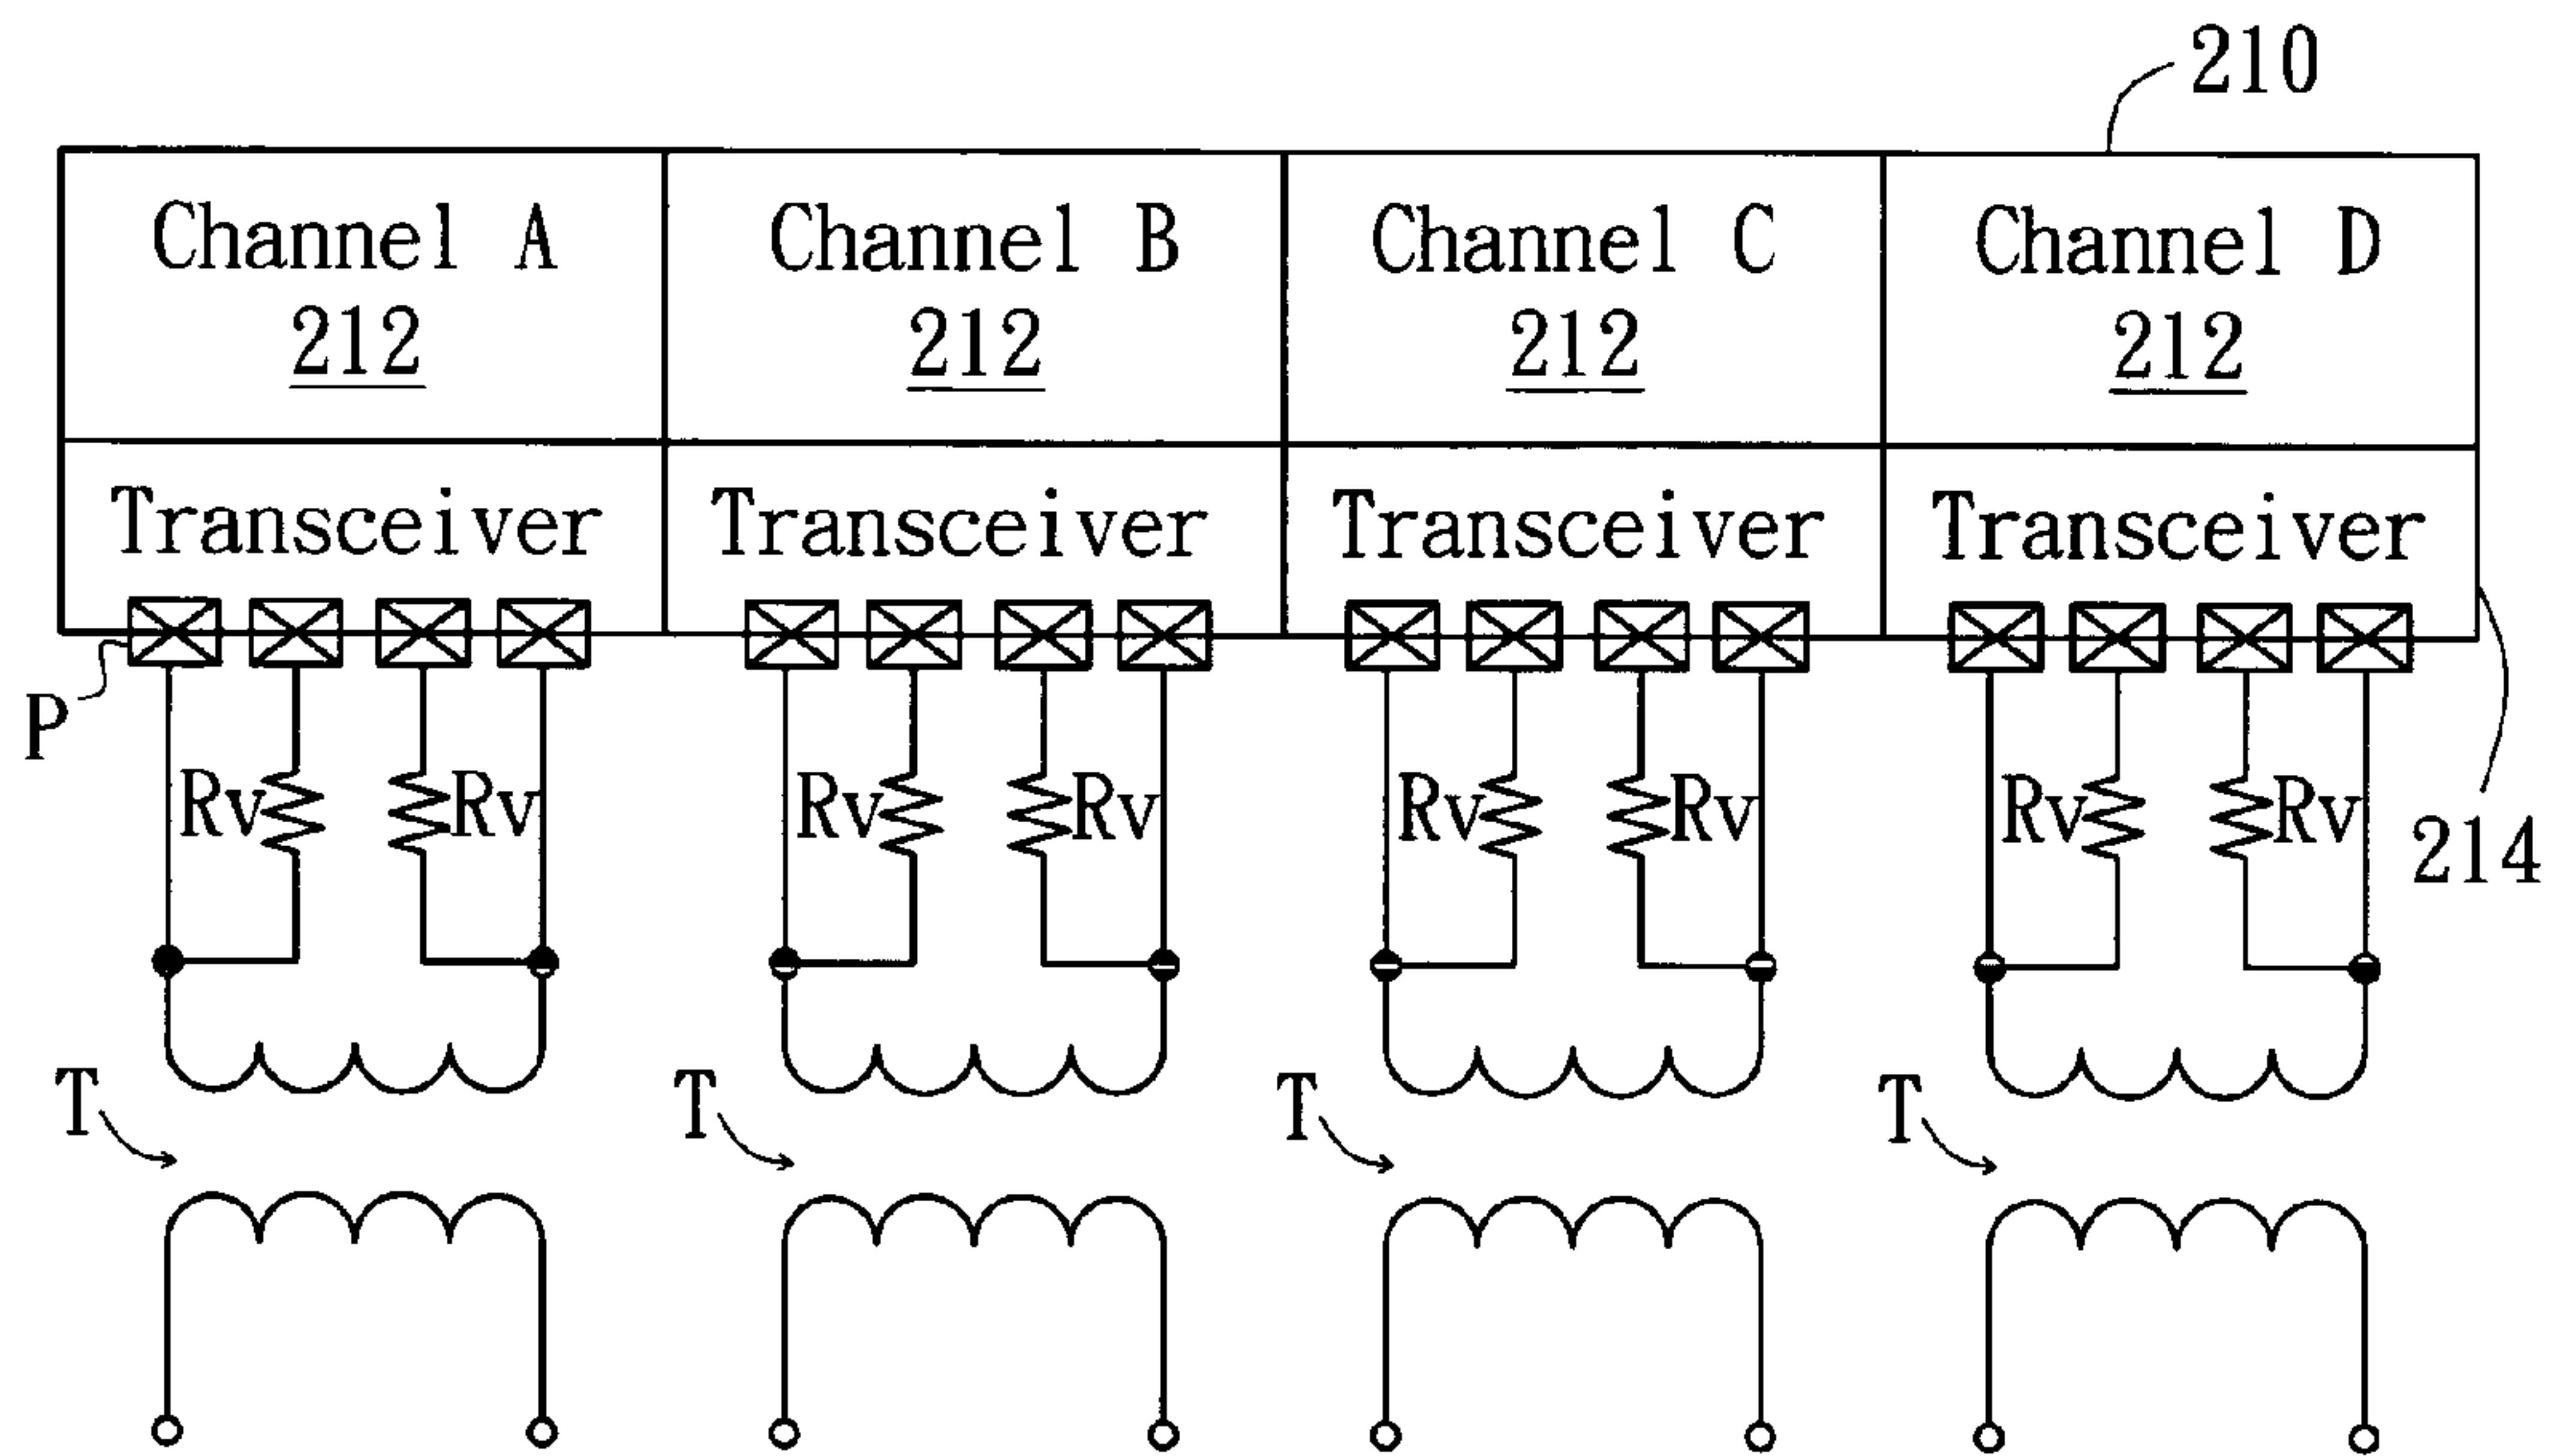 210
Channel A Channel B Channel C Channel D
212 212 212 212
Transceiver Transceiver Transceiver Transceiver
P
Rv Rv Rv Rv Rv Rv Rv Rv
214
T T T T